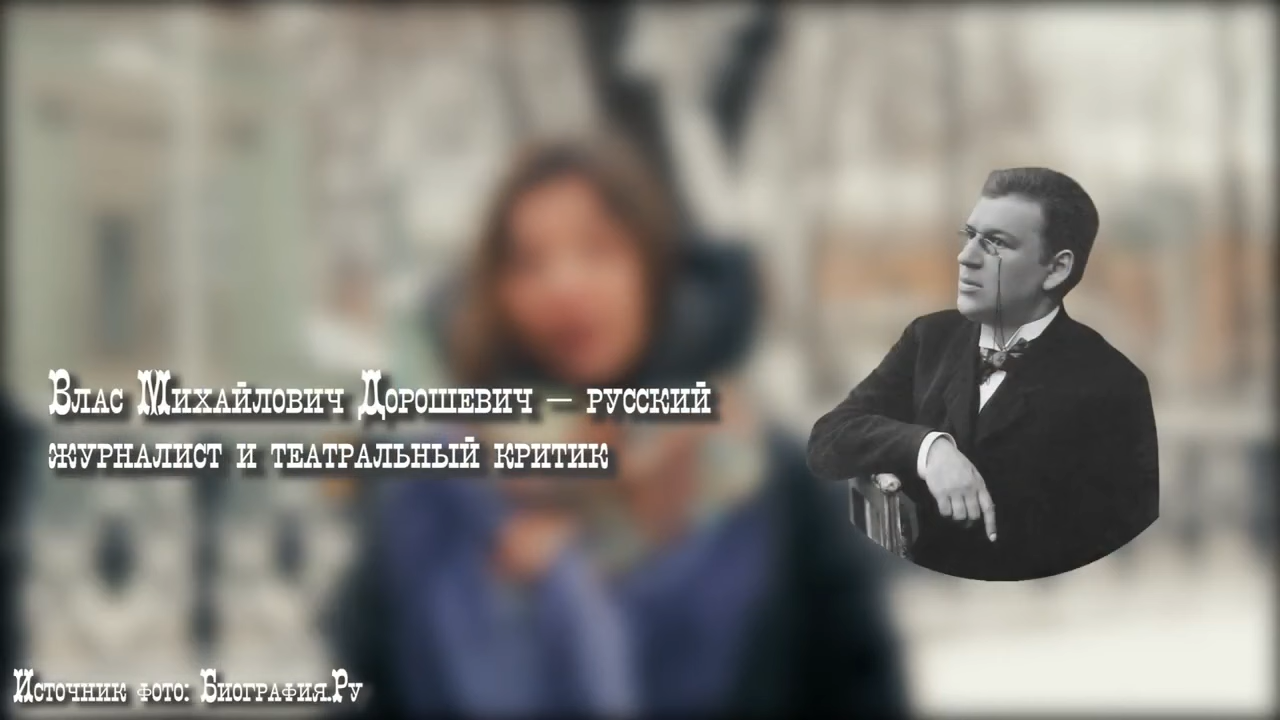 Влас Михайлович Дорошевич — русский
журналист и театральный критик
Источник фото: Биография.Ру